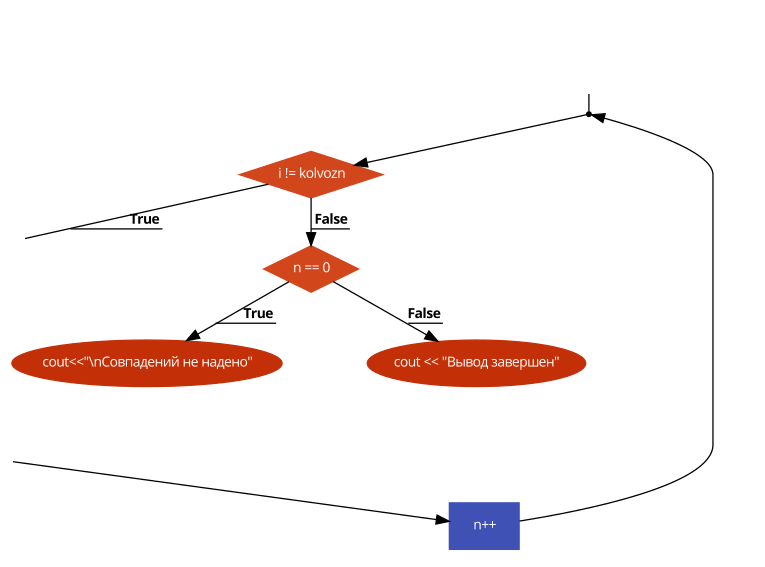 i != kolvozn
True
False
n == 0
True
False
cout<<"\nСовпадений не надено"
cout << "Вывод завершен"
n++